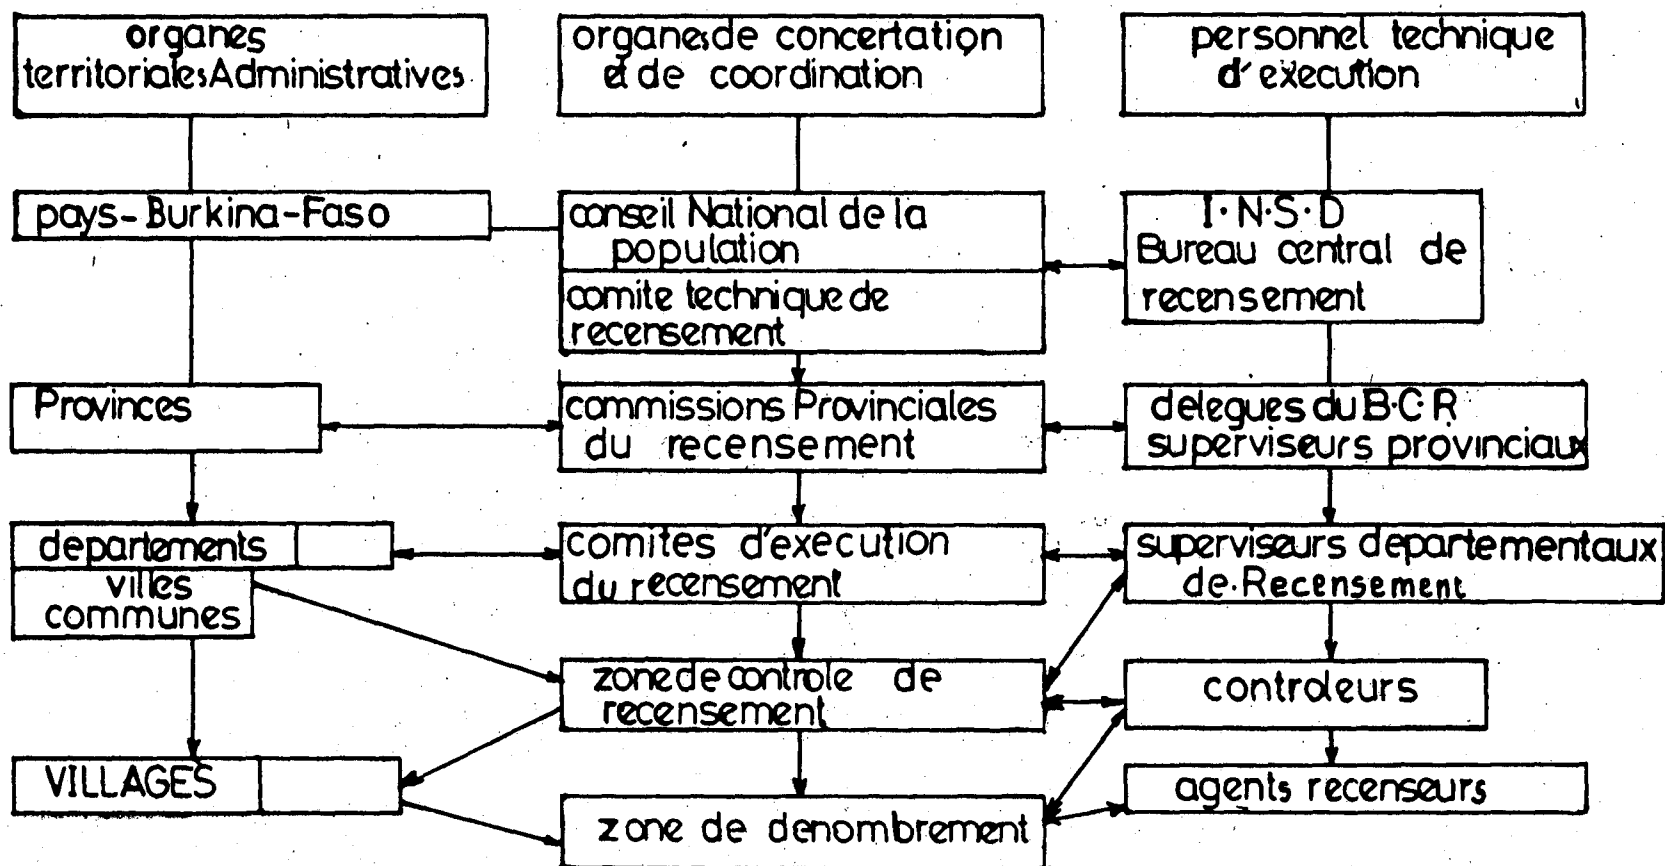 organes
territoriales Administratives
organes de concertation
et de coordination
personnel technique
d'execution
pays-Burkina-Faso
conseil National de la
population
comite technique de
recensement
I.N.S.D
Bureau central de
recensement
Provinces
commissions Provinciales
du recensement
delegues du B.C.R
superviseurs provinciaux
departements
villes
communes
comites d'execution
du recensement
superviseurs departementaux
de.Recensement
zone de controle de
recensement
controleurs
VILLAGES
zone de denombrement
agents recenseurs